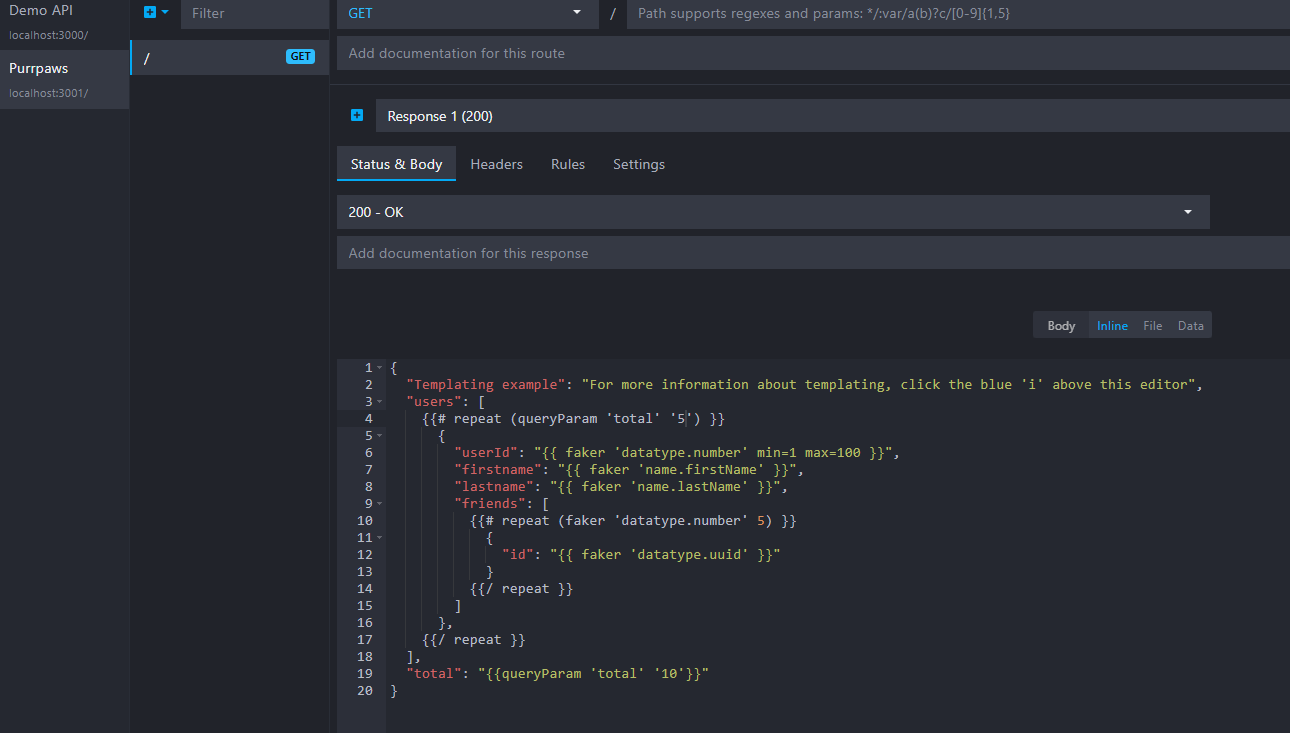 Demo API
localhost:3000/
Purrpaws
localhost:3001/
Filter
/ GET
GET / Path supports regexes and params: */:var/a(b)?c/[0-9]{1,5}
Add documentation for this route
Response 1 (200)
Status & Body Headers Rules Settings
200 - OK
Add documentation for this response
Body Inline File Data
1 {
2   "Templating example": "For more information about templating, click the blue 'i' above this editor",
3   "users": [
4     {{# repeat (queryParam 'total' '5') }}
5       {
6         "userId": "{{ faker 'datatype.number' min=1 max=100 }}",
7         "firstname": "{{ faker 'name.firstName' }}",
8         "lastname": "{{ faker 'name.lastName' }}",
9         "friends": [
10           {{# repeat (faker 'datatype.number' 5) }}
11             {
12               "id": "{{ faker 'datatype.uuid' }}"
13             }
14           {{/ repeat }}
15         ]
16       },
17     {{/ repeat }}
18   ],
19   "total": "{{queryParam 'total' '10'}}"
20 }